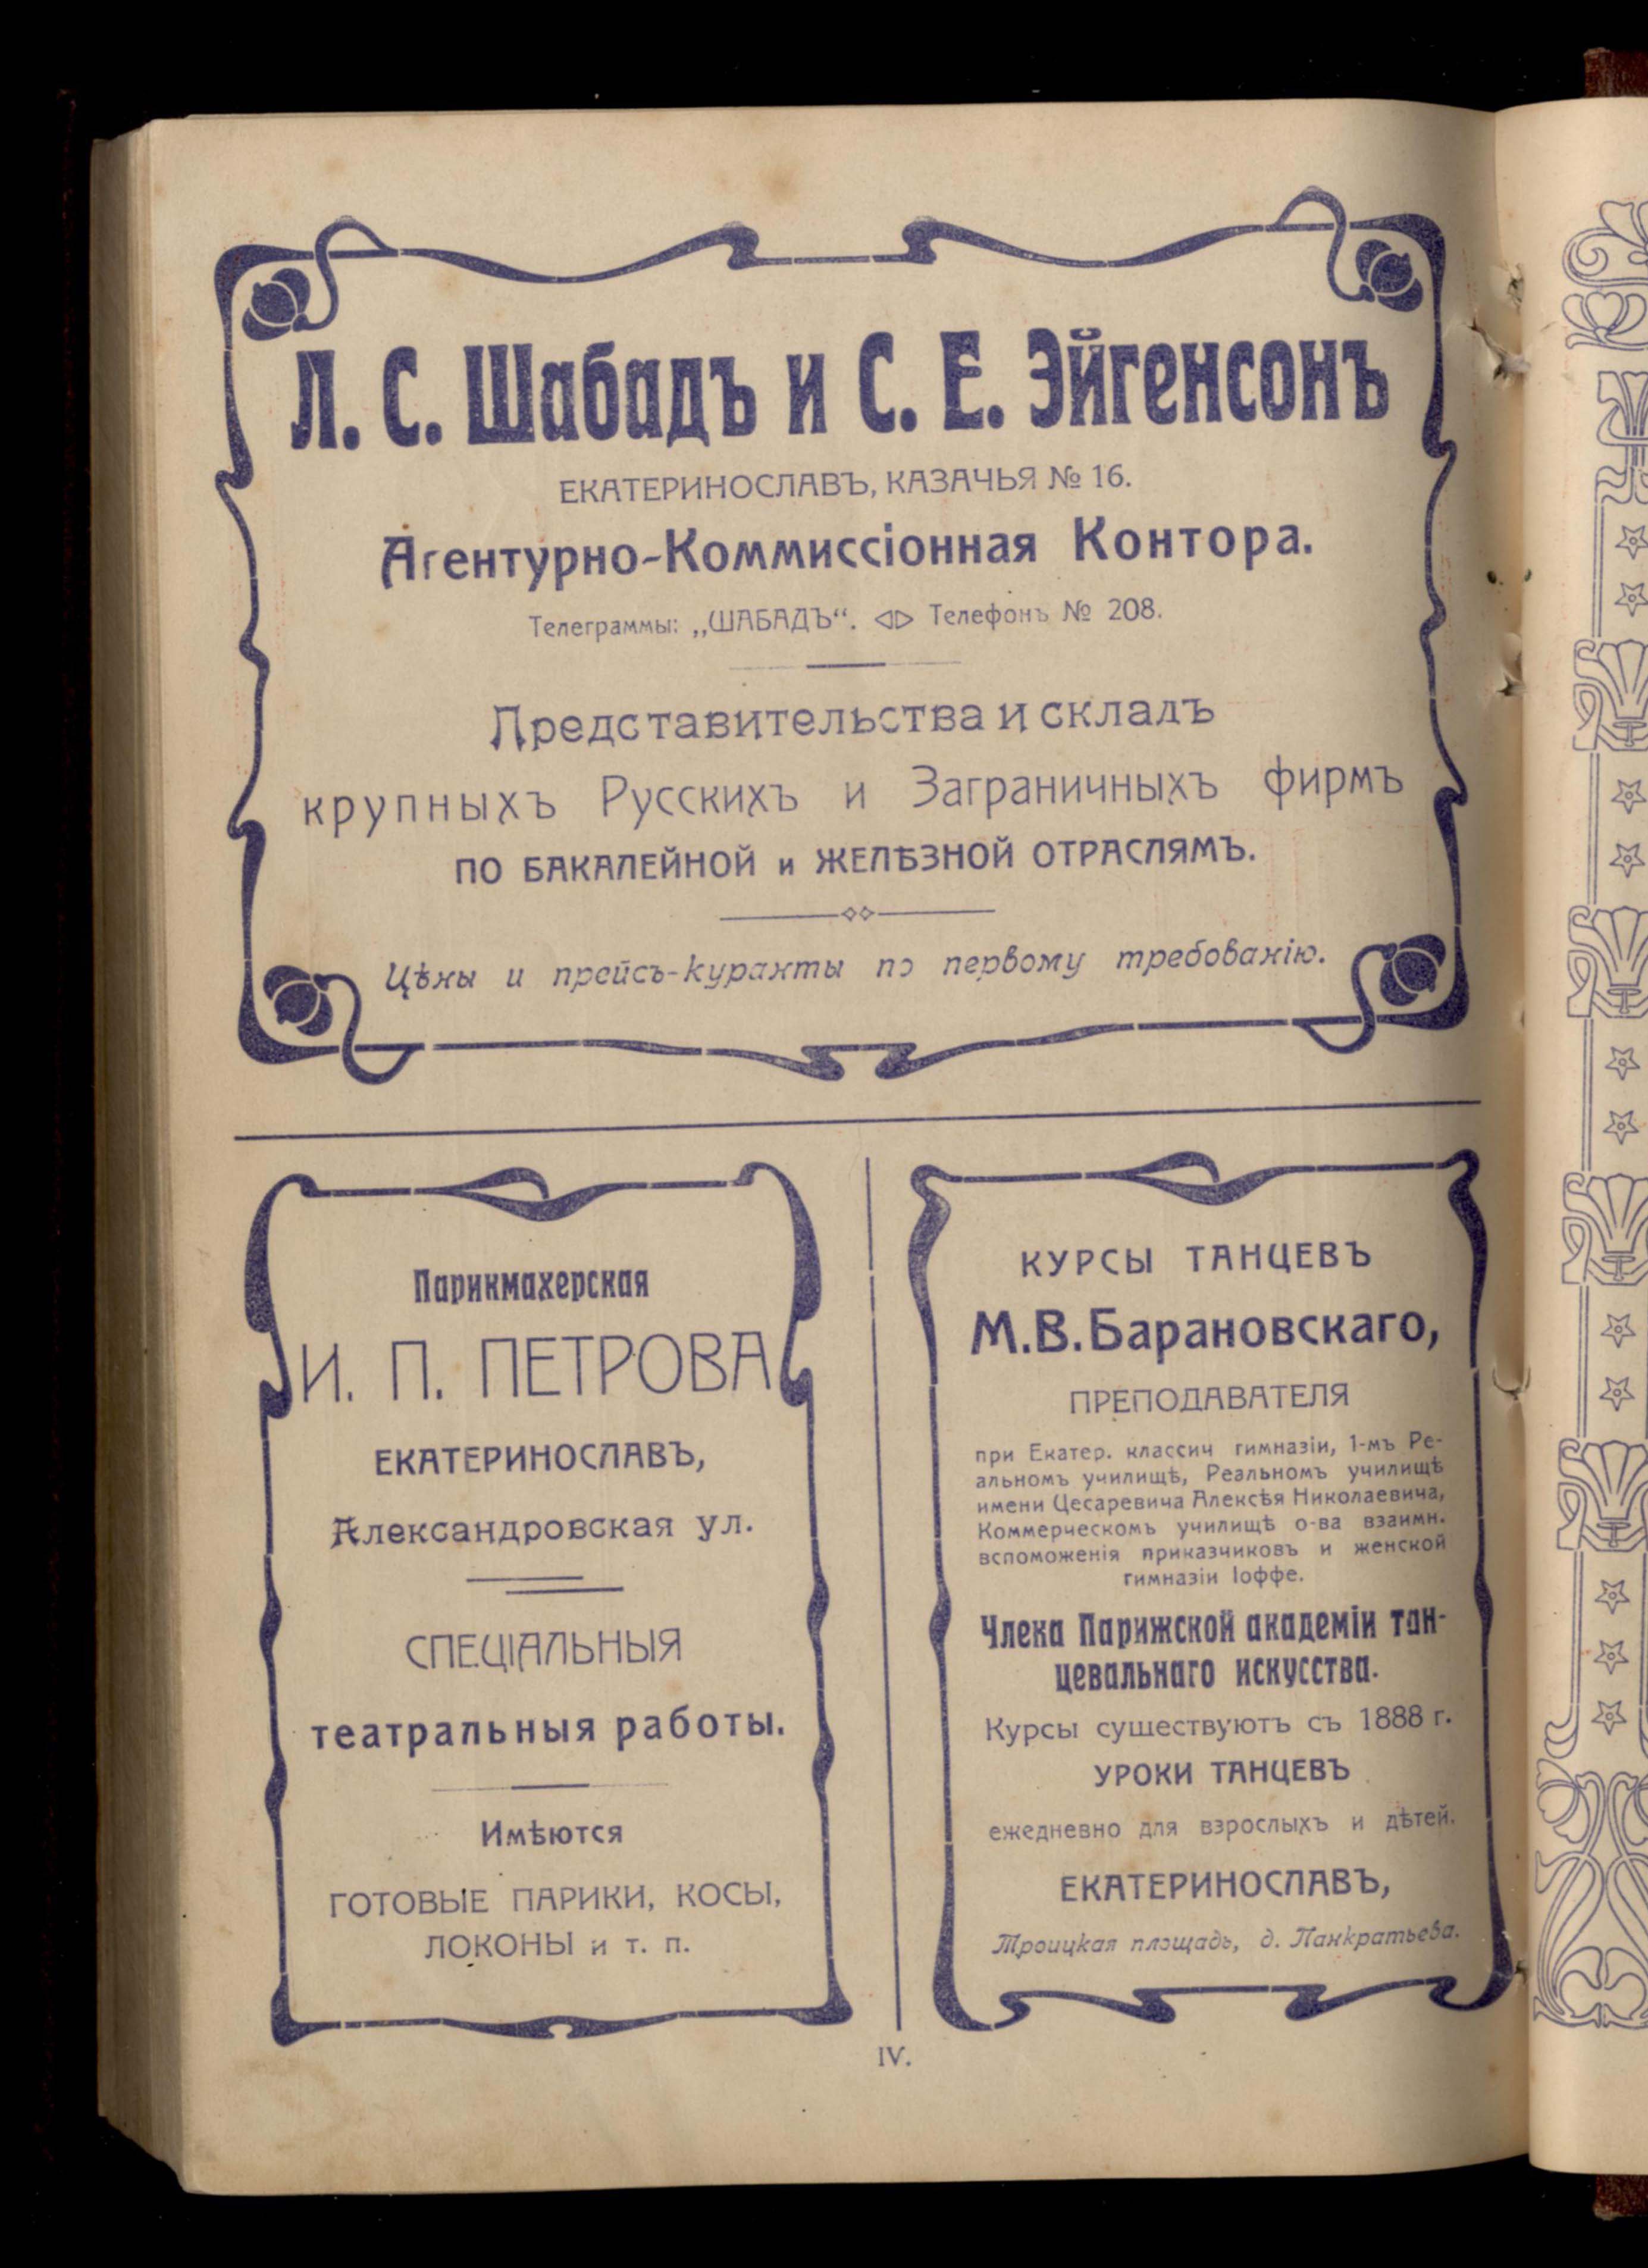 Л. С. Шабадъ и С. Е. Эйгенсонъ
ЕКАТЕРИНОСЛАВЪ, КАЗАЧЬЯ № 16.
Агентурно-Коммиссіонная Контора.
Телеграммы: „ШАБАДЪ“. ◁▷ Телефонъ № 208.
Представительства и складъ
крупныхъ Русскихъ и Заграничныхъ фирмъ
ПО БАКАЛЕЙНОЙ и ЖЕЛѢЗНОЙ ОТРАСЛЯМЪ.
Цѣны и прейсъ-куранты по первому требованію.
Парикмахерская
И. П. ПЕТРОВА
ЕКАТЕРИНОСЛАВЪ,
Александровская ул.
СПЕЦІАЛЬНЫЯ
театральныя работы.
Имѣются
ГОТОВЫЕ ПАРИКИ, КОСЫ,
ЛОКОНЫ и т. п.
КУРСЫ ТАНЦЕВЪ
М. В. Барановскаго,
ПРЕПОДАВАТЕЛЯ
при Екатер. классич гимназіи, 1-мъ Ре-
альномъ училищѣ, Реальномъ училищѣ
имени Цесаревича Алексѣя Николаевича,
Коммерческомъ училищѣ о-ва взаимн.
вспоможенія приказчиковъ и женской
гимназіи Іоффе.
Члена Парижской академіи тан-
цевальнаго искусства.
Курсы существуютъ съ 1888 г.
УРОКИ ТАНЦЕВЪ
ежедневно для взрослыхъ и дѣтей.
ЕКАТЕРИНОСЛАВЪ,
Троицкая площадь, д. Панкратьева.
IV.